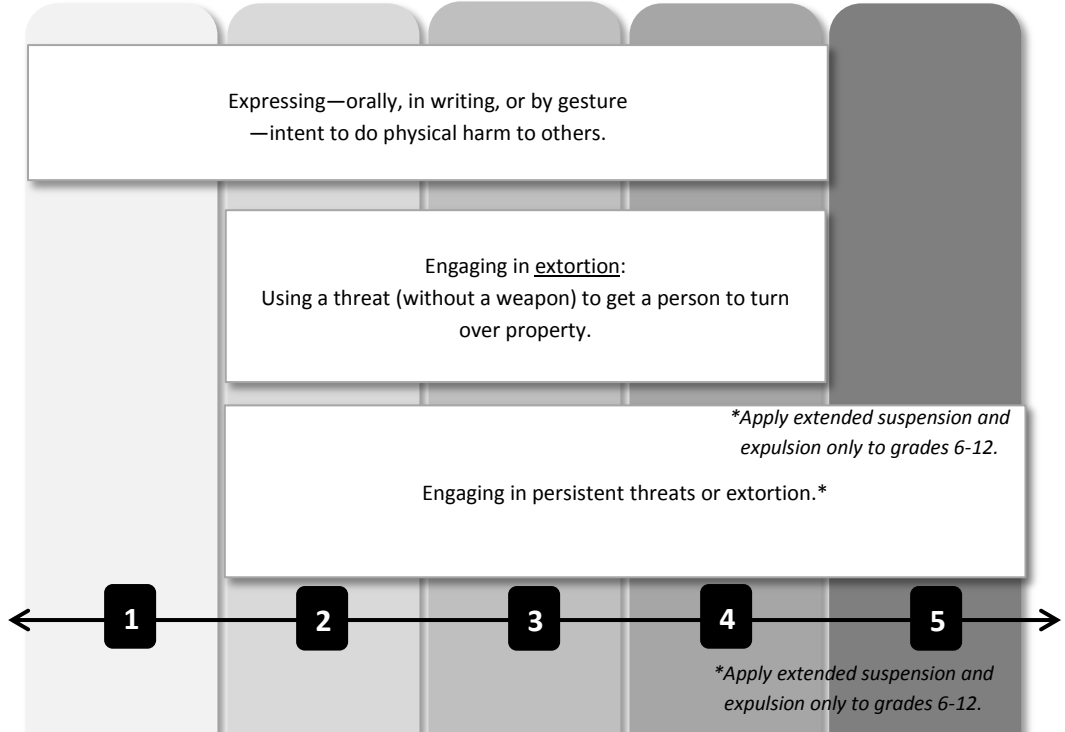 Expressing—orally, in writing, or by gesture
—intent to do physical harm to others.
Engaging in extortion:
Using a threat (without a weapon) to get a person to turn
over property.
*Apply extended suspension and
expulsion only to grades 6-12.
Engaging in persistent threats or extortion.*
1 2 3 4 5
*Apply extended suspension and
expulsion only to grades 6-12.